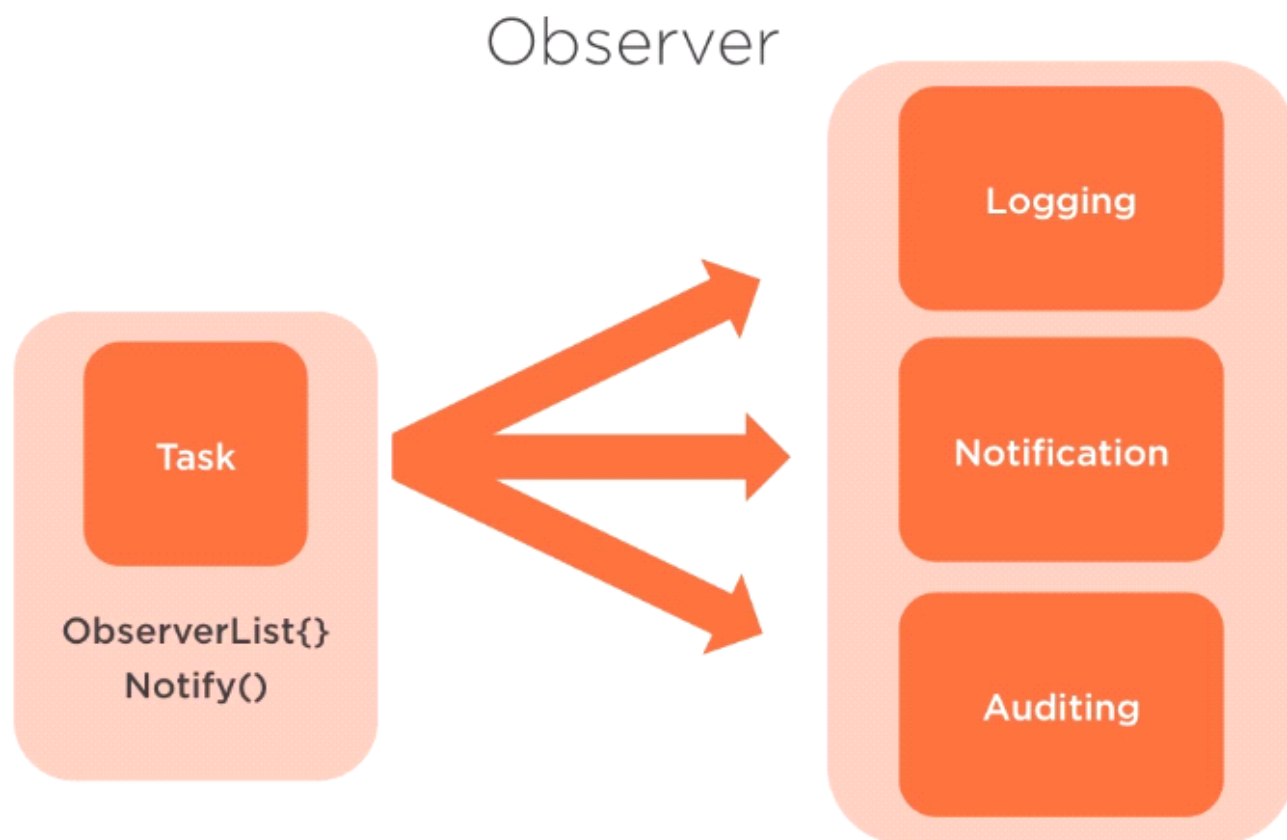 Observer
Task
ObserverList{}
Notify()
Logging
Notification
Auditing